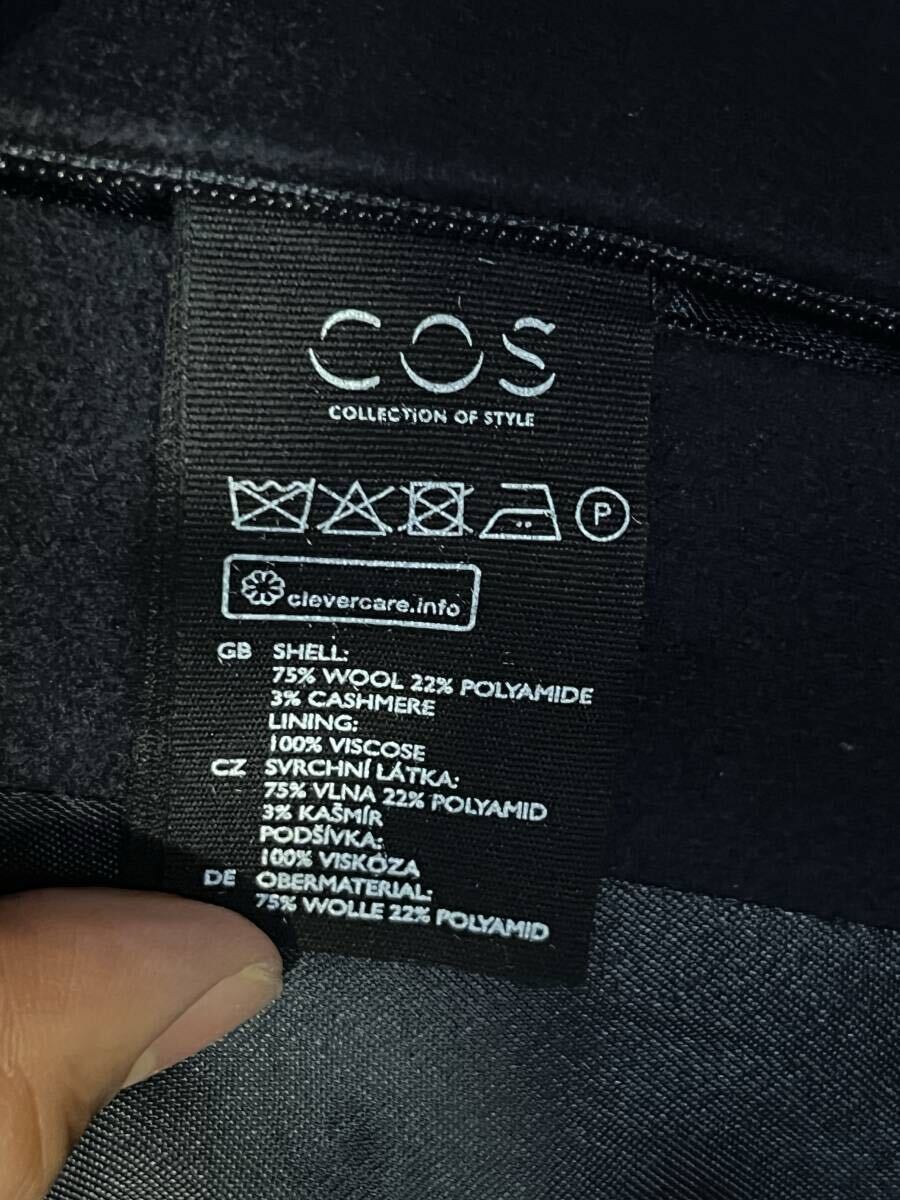 COS
COLLECTION OF STYLE
P
clevercare.info
GB SHELL:
75% WOOL 22% POLYAMIDE
3% CASHMERE
LINING:
100% VISCOSE
CZ SVRCHNÍ LÁTKA:
75% VLNA 22% POLYAMID
3% KAŠMÍR
PODŠÍVKA:
100% VISKÓZA
DE OBERMATERIAL:
75% WOLLE 22% POLYAMID